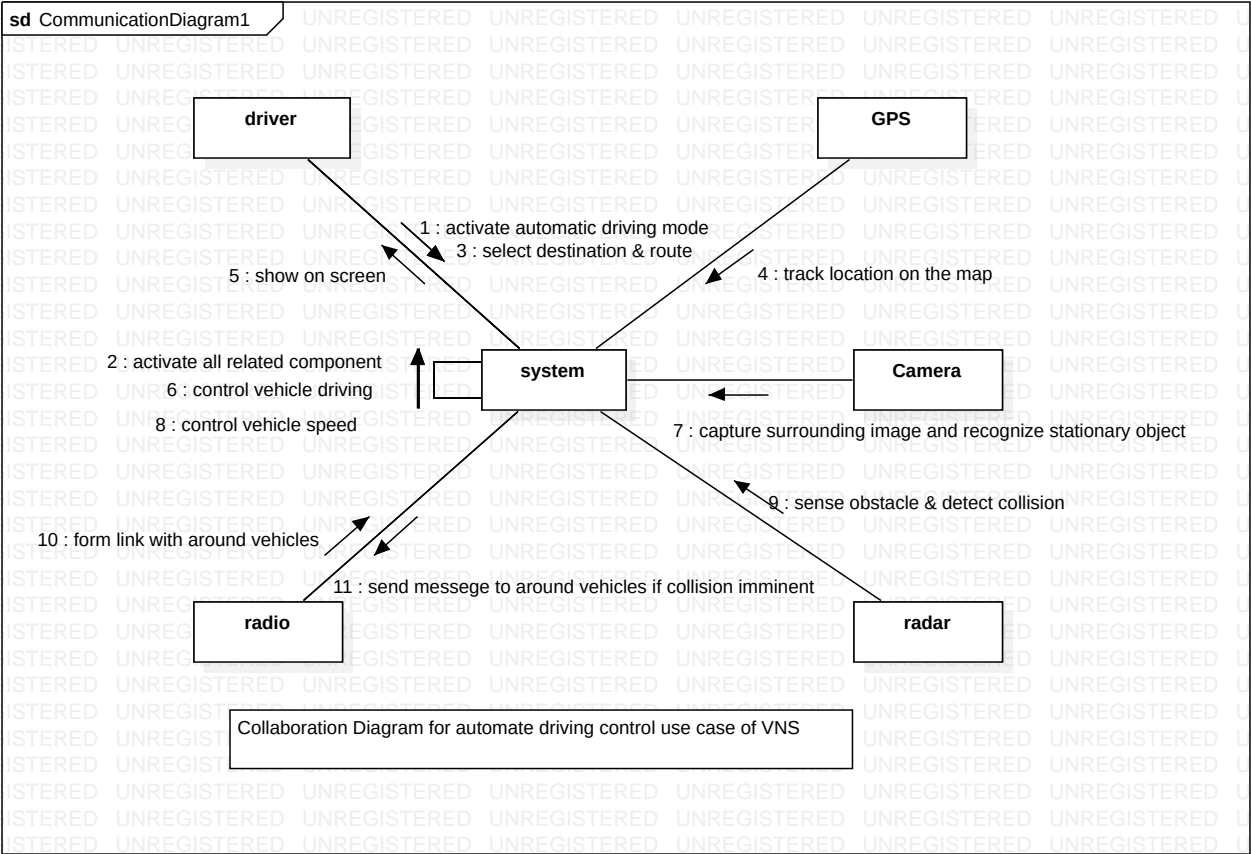 sd CommunicationDiagram1
driver
GPS
1 : activate automatic driving mode
3 : select destination & route
5 : show on screen
4 : track location on the map
2 : activate all related component
6 : control vehicle driving
8 : control vehicle speed
system
Camera
7 : capture surrounding image and recognize stationary object
9 : sense obstacle & detect collision
10 : form link with around vehicles
11 : send messege to around vehicles if collision imminent
radio
radar
Collaboration Diagram for automate driving control use case of VNS
UNREGISTERED